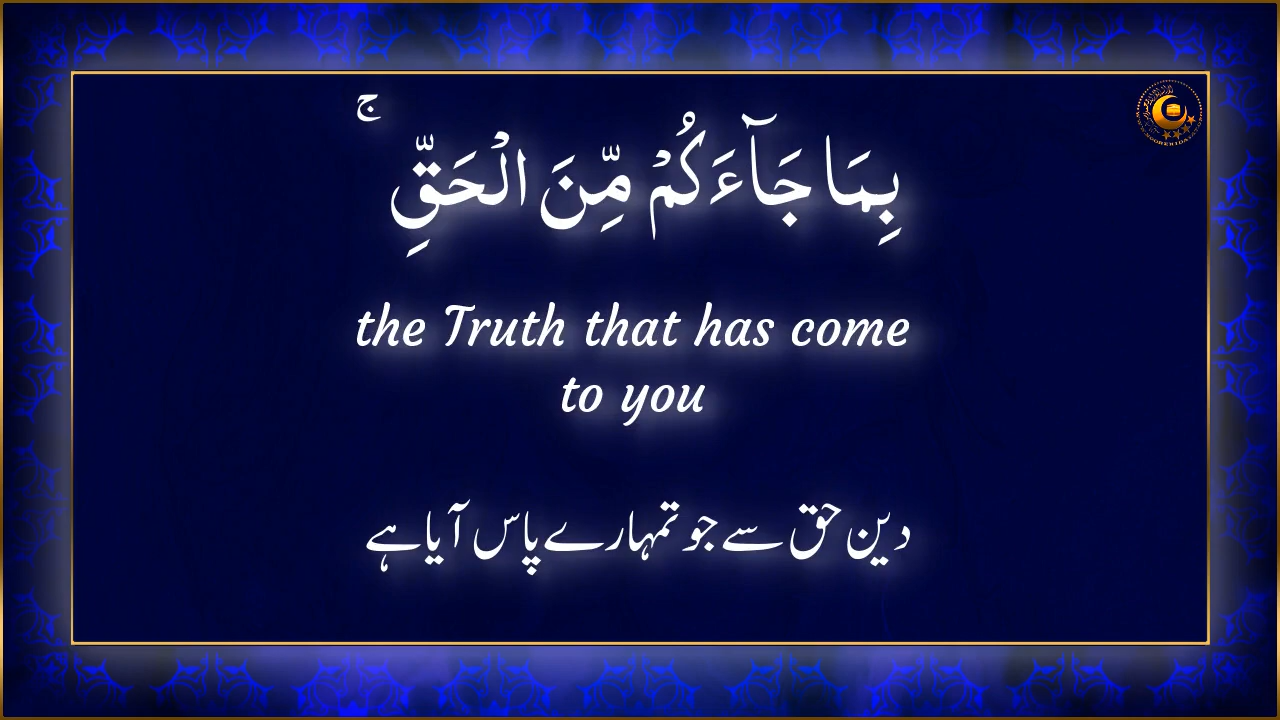 بِمَا جَآءَكُمْ مِّنَ الْحَقِّ ۚ
the Truth that has come
to you
دین حق سے جو تمہارے پاس آیا ہے